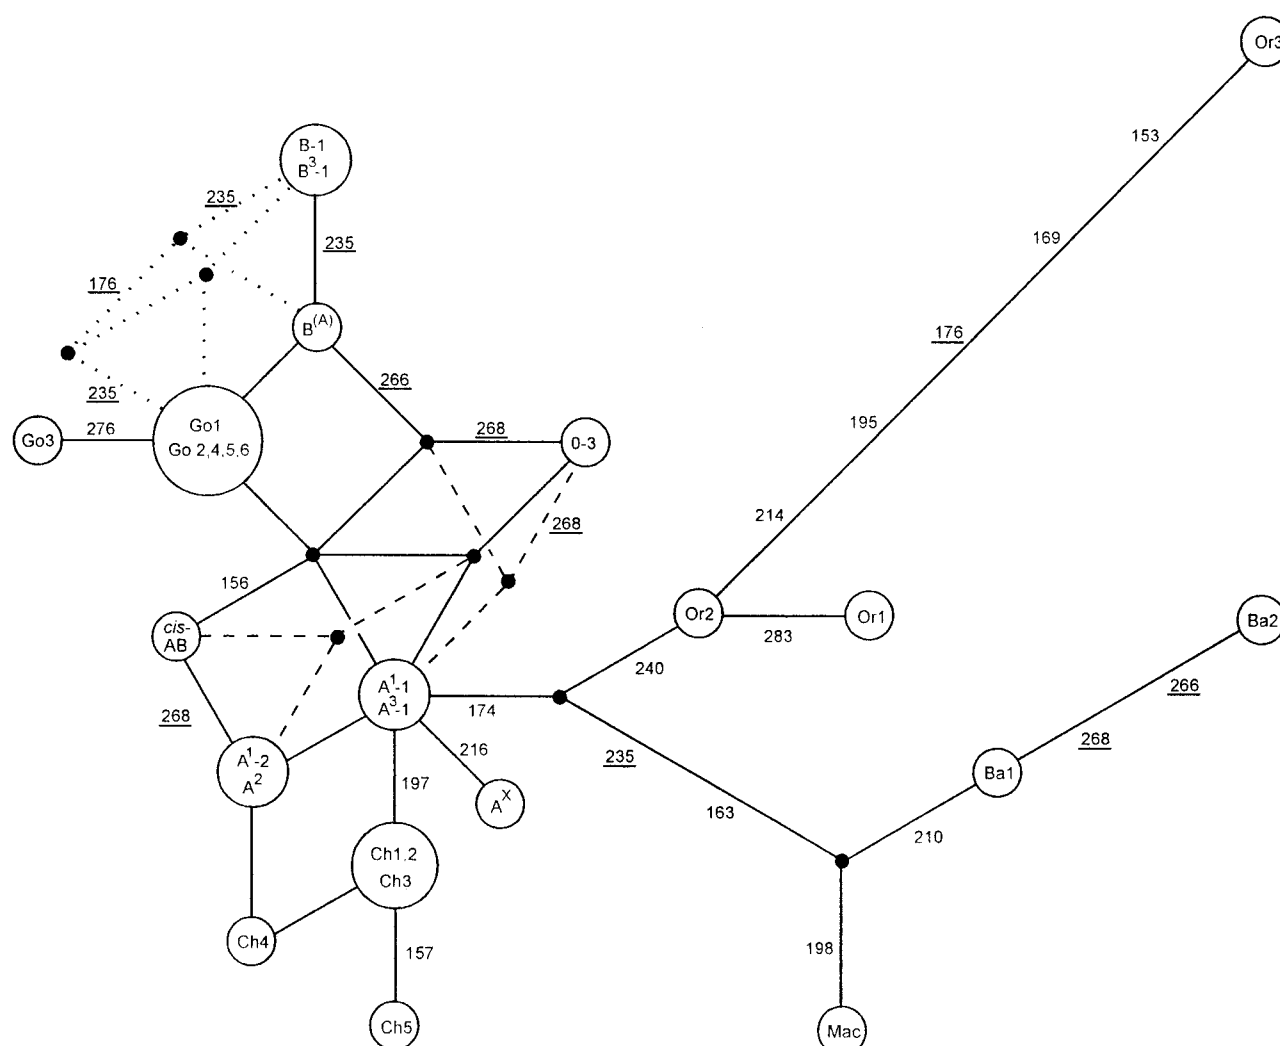 Or3
153
B-1
B³-1
235
169
235
176
B⁽ᴬ⁾
176
235
266
195
Go1
Go 2,4,5,6
Go3
276
268
0-3
214
268
156
cis-
AB
Or2
283
Or1
Ba2
240
A¹-1
A³-1
174
266
268
216
235
268
A¹-2
A²
197
Aˣ
Ba1
163
210
Ch1.2
Ch3
Ch4
157
198
Ch5
Mac